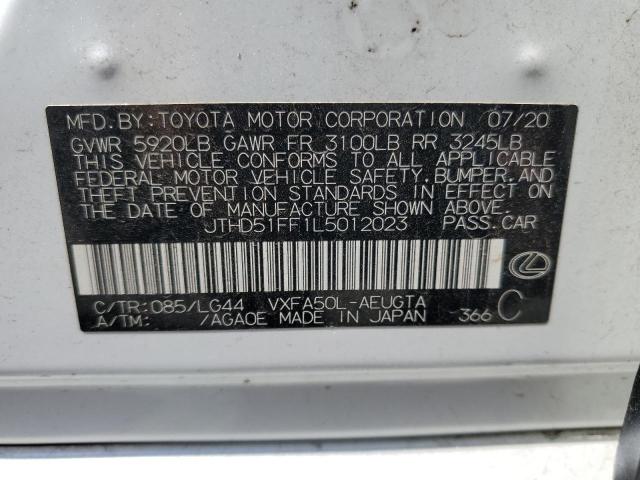 MFD. BY: TOYOTA MOTOR CORPORATION 07/20
GVWR 5920LB GAWR FR 3100LB RR 3245LB
THIS VEHICLE CONFORMS TO ALL APPLICABLE
FEDERAL MOTOR VEHICLE SAFETY, BUMPER, AND
THEFT PREVENTION STANDARDS IN EFFECT ON
THE DATE OF MANUFACTURE SHOWN ABOVE.
JTHD51FF1L5012023 PASS.CAR
C/TR:085/LG44 VXFA50L-AEUGTA
A/TM: /AGA0E MADE IN JAPAN 366 C